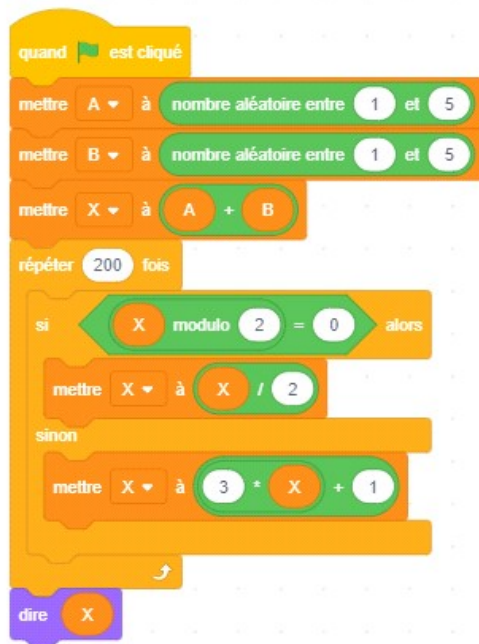 quand est cliqué
mettre A à nombre aléatoire entre 1 et 5
mettre B à nombre aléatoire entre 1 et 5
mettre X à A + B
répéter 200 fois
si X modulo 2 = 0 alors
mettre X à X / 2
sinon
mettre X à 3 * X + 1
dire X